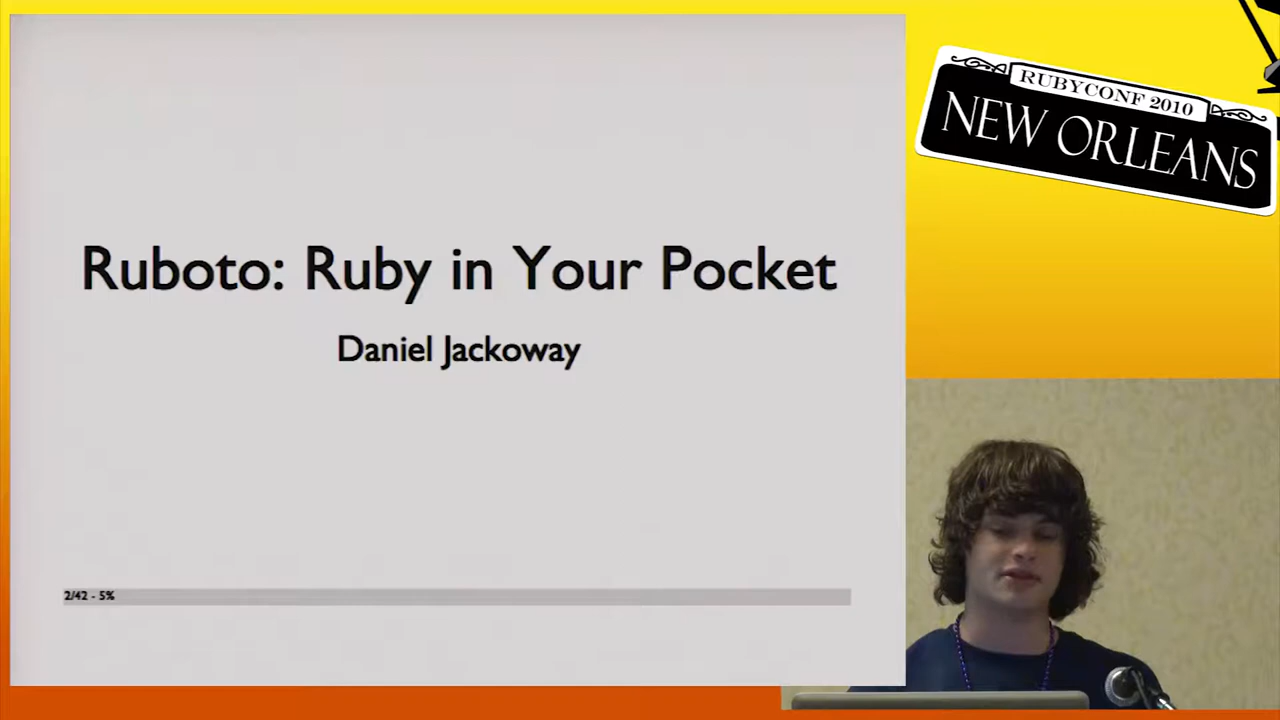 Ruboto: Ruby in Your Pocket
Daniel Jackoway
2/42 - 5%
RUBYCONF 2010
NEW ORLEANS